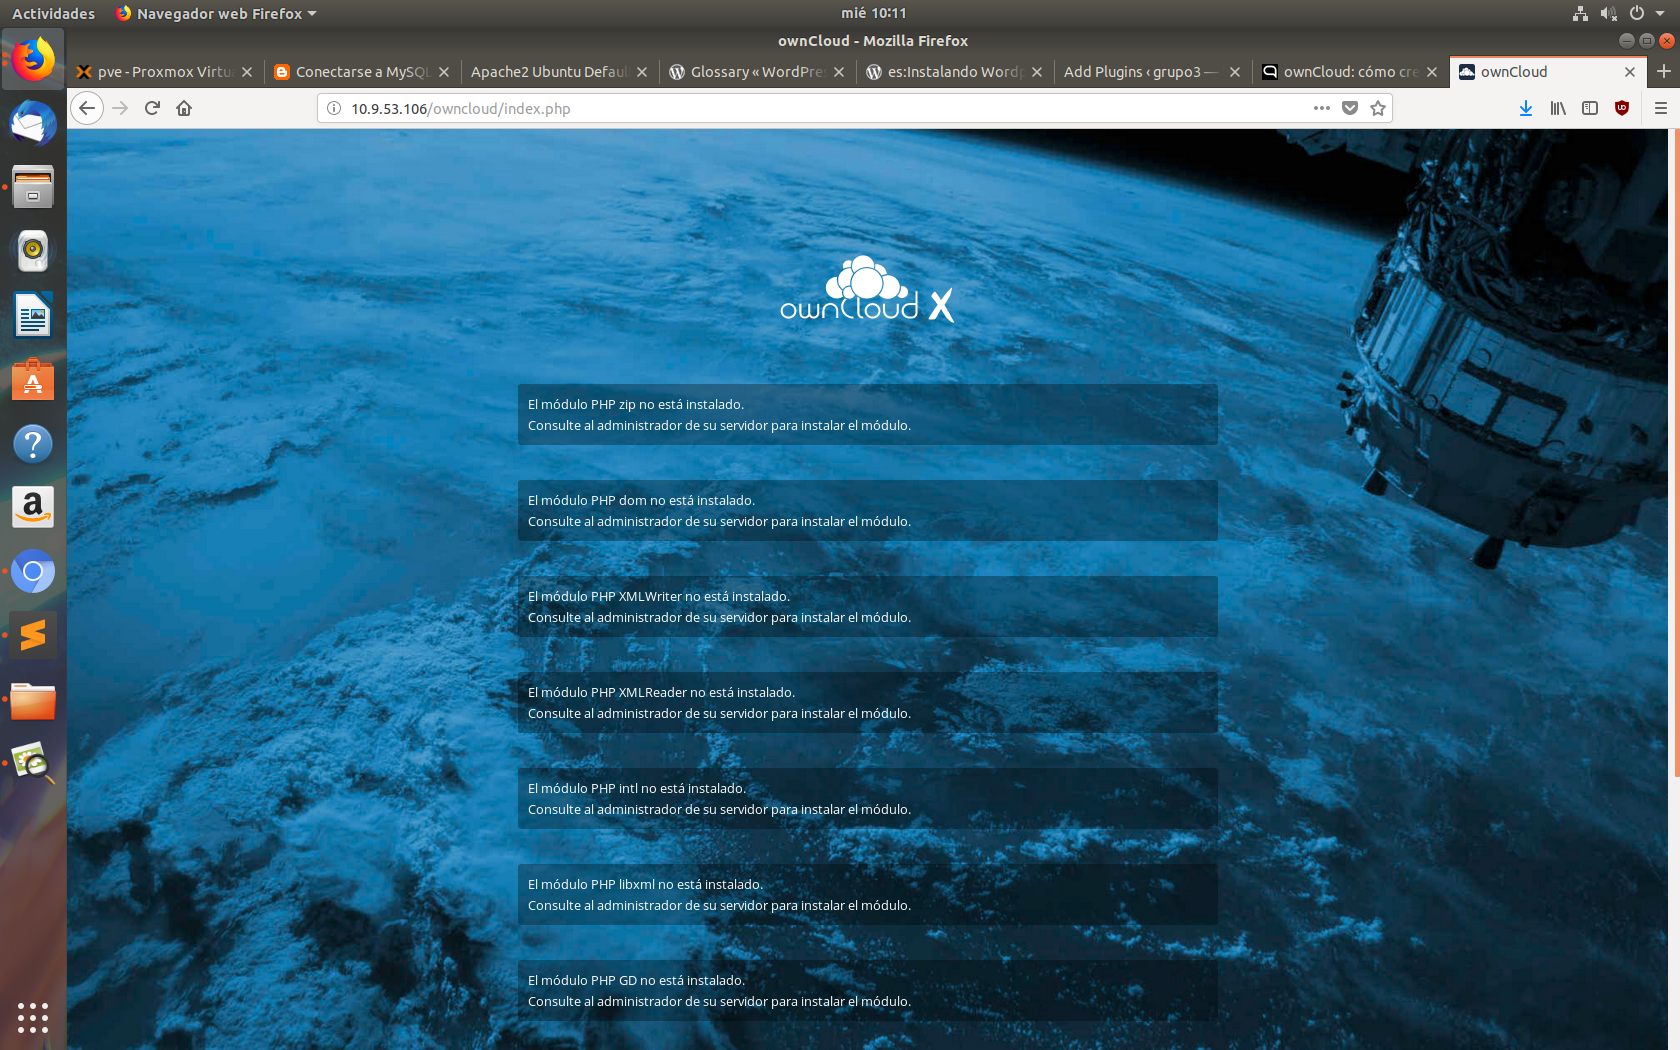 Actividades
Navegador web Firefox
mié 10:11
ownCloud - Mozilla Firefox
pve - Proxmox Virtu
Conectarse a MySQL
Apache2 Ubuntu Defau
Glossary « WordPre
es:Instalando Wordp
Add Plugins ‹ grupo3 —
ownCloud: cómo cre
ownCloud
10.9.53.106/owncloud/index.php
ownCloud X
El módulo PHP zip no está instalado.
Consulte al administrador de su servidor para instalar el módulo.
El módulo PHP dom no está instalado.
Consulte al administrador de su servidor para instalar el módulo.
El módulo PHP XMLWriter no está instalado.
Consulte al administrador de su servidor para instalar el módulo.
El módulo PHP XMLReader no está instalado.
Consulte al administrador de su servidor para instalar el módulo.
El módulo PHP intl no está instalado.
Consulte al administrador de su servidor para instalar el módulo.
El módulo PHP libxml no está instalado.
Consulte al administrador de su servidor para instalar el módulo.
El módulo PHP GD no está instalado.
Consulte al administrador de su servidor para instalar el módulo.